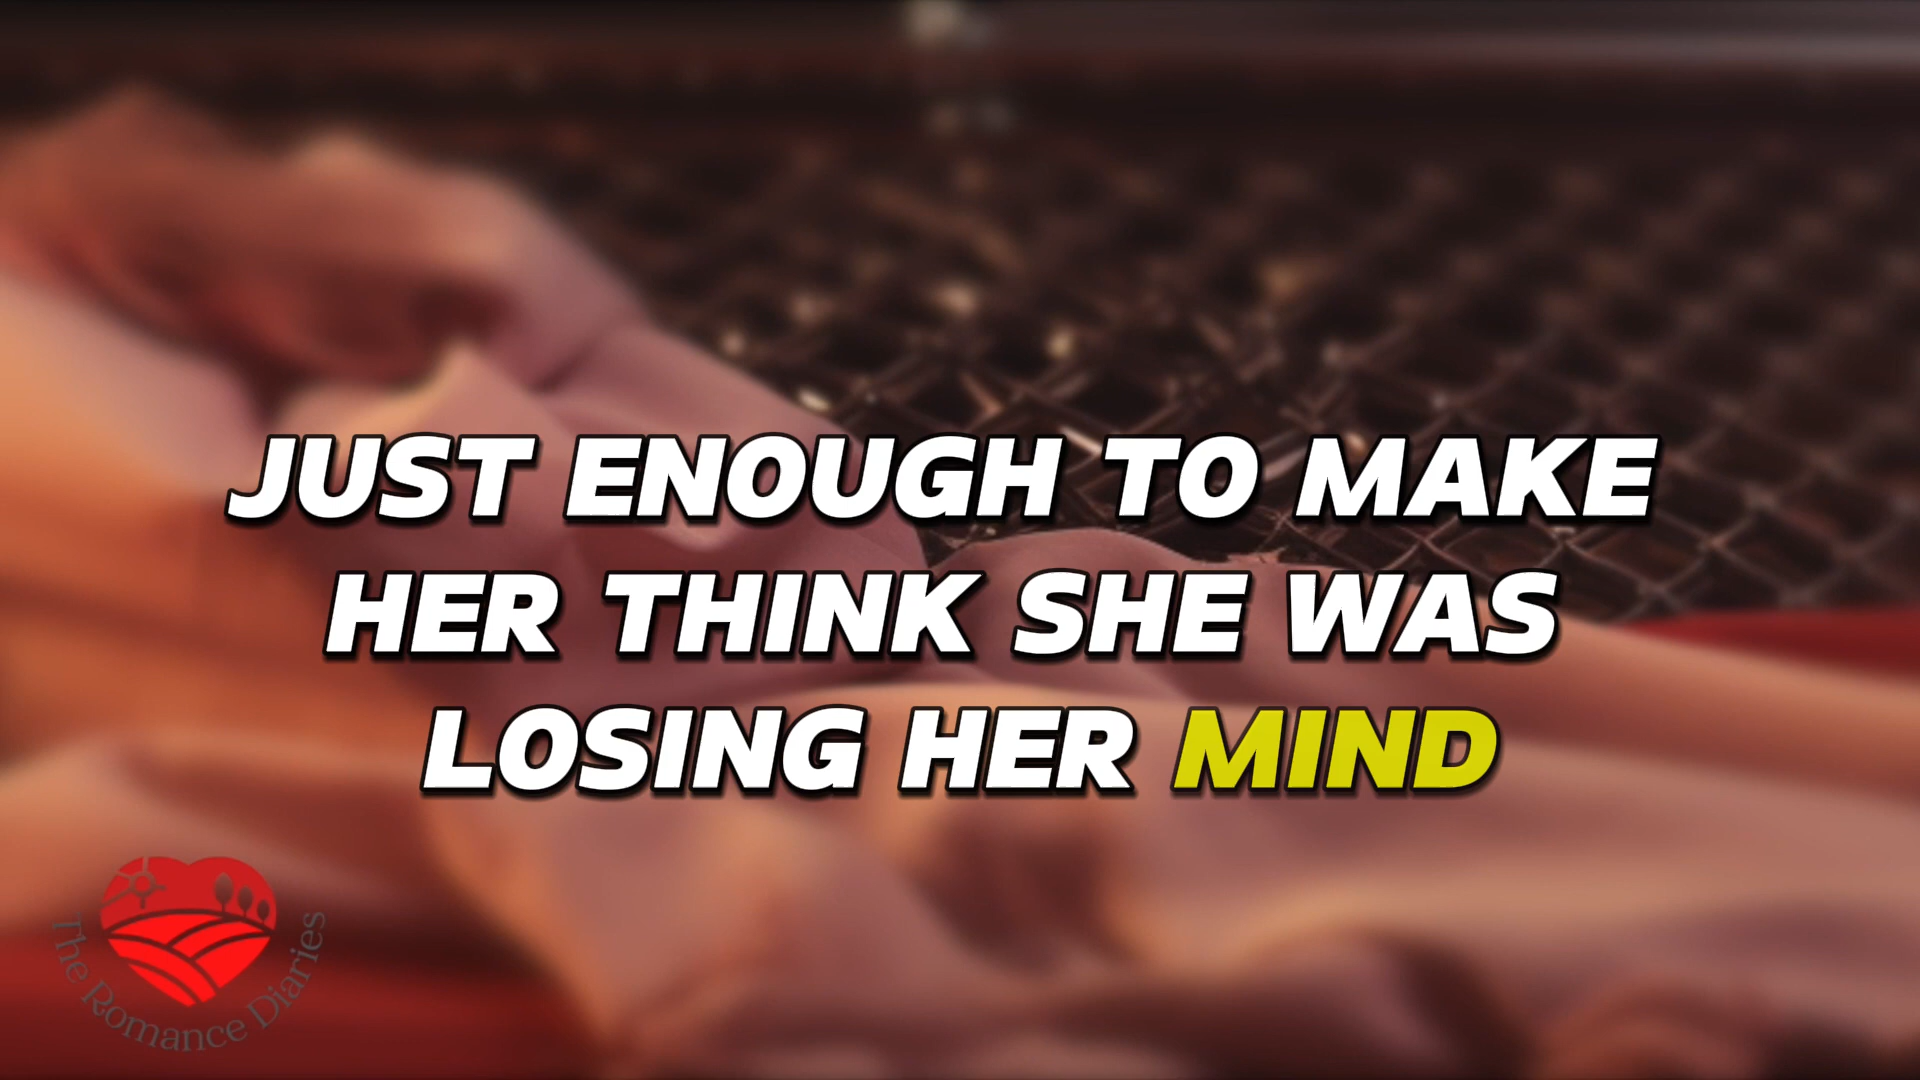 JUST ENOUGH TO MAKE
HER THINK SHE WAS
LOSING HER MIND
The Romance Diaries